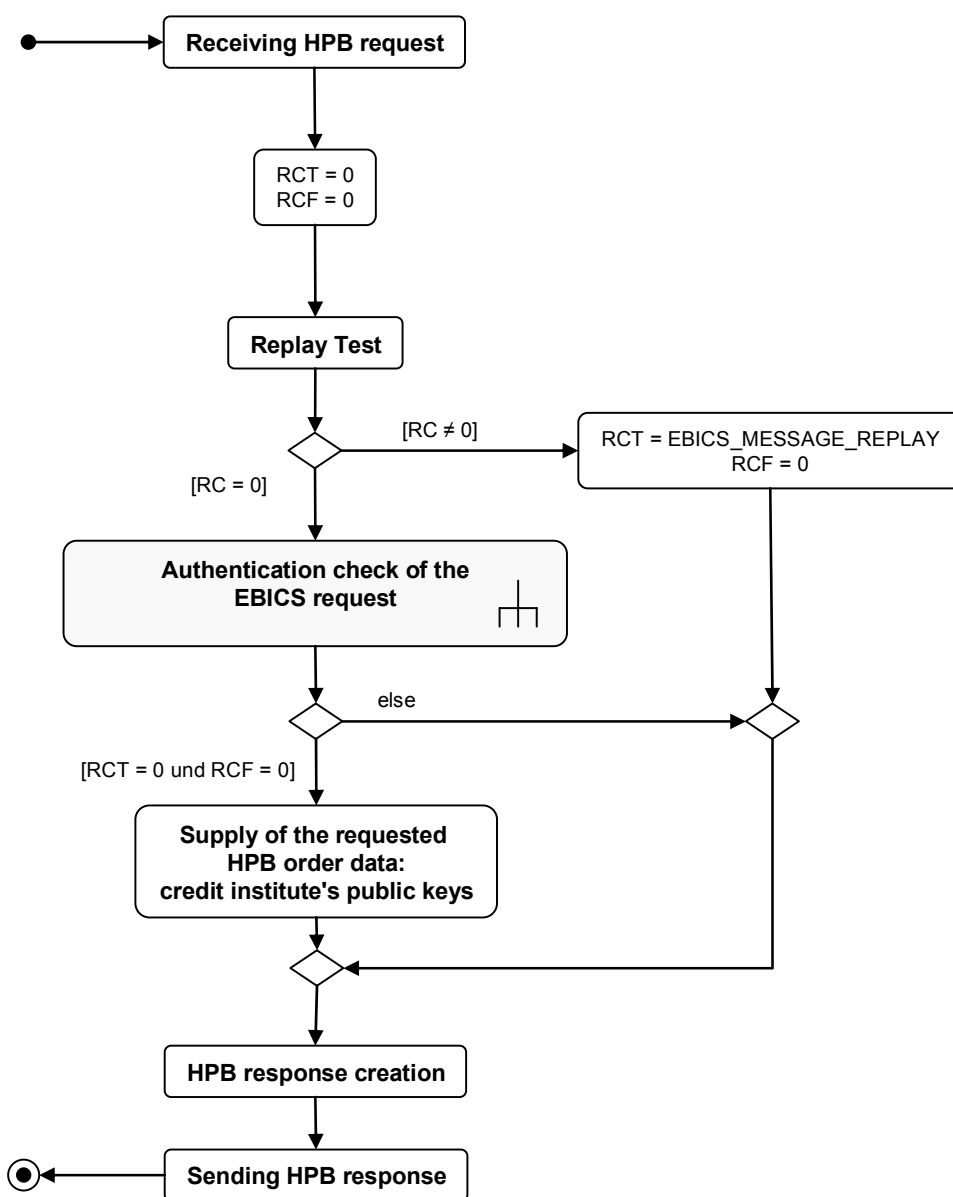 Receiving HPB request
RCT = 0
RCF = 0
Replay Test
[RC ≠ 0]
RCT = EBICS_MESSAGE_REPLAY
RCF = 0
[RC = 0]
Authentication check of the
EBICS request
else
[RCT = 0 und RCF = 0]
Supply of the requested
HPB order data:
credit institute's public keys
HPB response creation
Sending HPB response